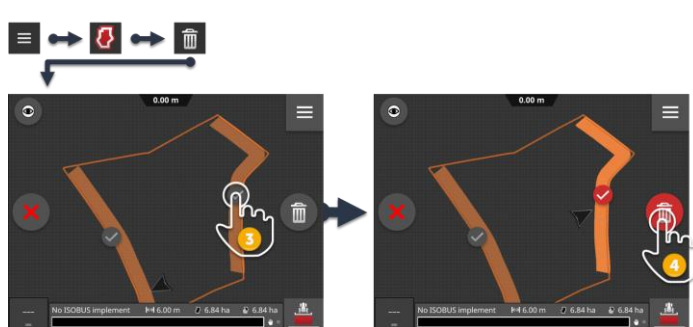 0.00 m
3
No ISOBUS implement 6.00 m 6.84 ha 6.84 ha
0.00 m
4
No ISOBUS implement 6.00 m 6.84 ha 6.84 ha